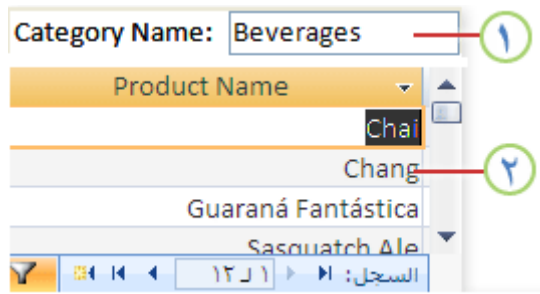 Category Name: Beverages
١
Product Name
Chai
Chang
٢
Guaraná Fantástica
Sasquatch Ale
السجل: ١ لـ ١٢